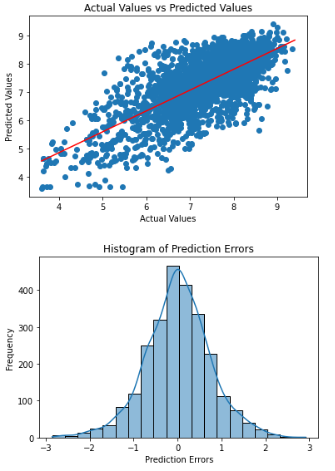 Actual Values vs Predicted Values
9
8
7
6
5
4
Predicted Values
4 5 6 7 8 9
Actual Values
Histogram of Prediction Errors
400
300
200
100
0
Frequency
−3 −2 −1 0 1 2 3
Prediction Errors